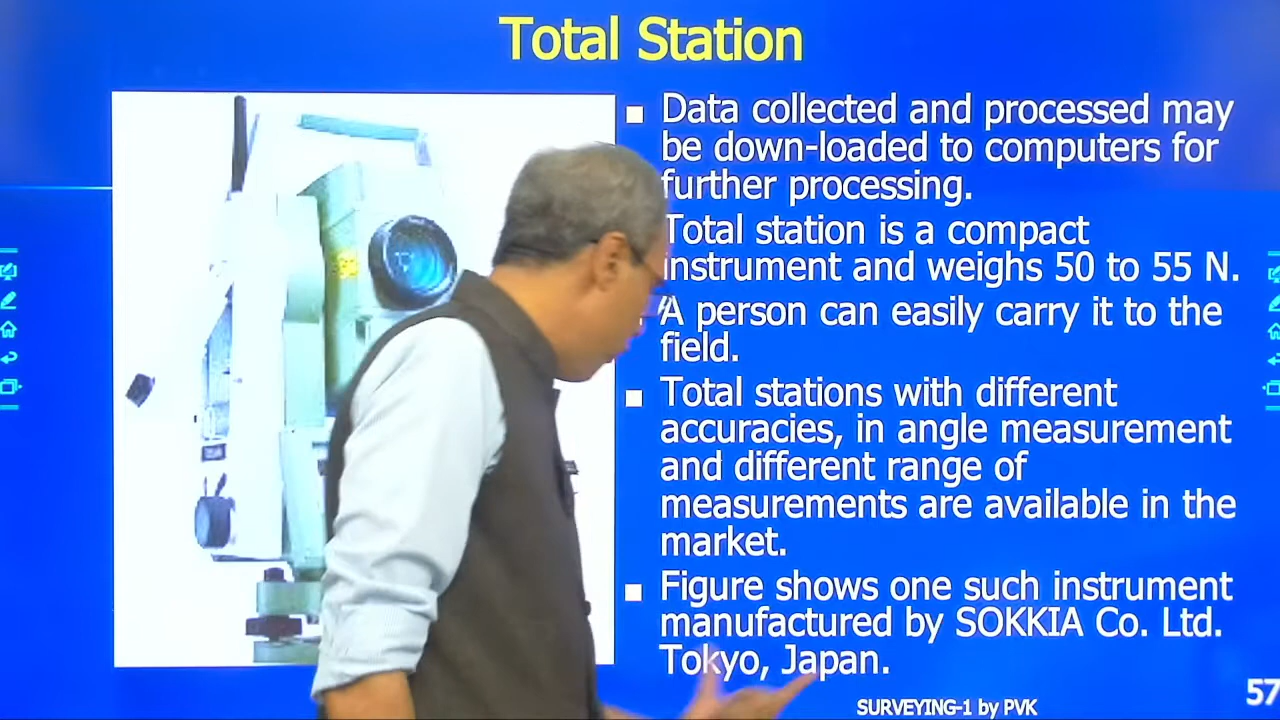 Total Station
Data collected and processed may
be down-loaded to computers for
further processing.
Total station is a compact
instrument and weighs 50 to 55 N.
A person can easily carry it to the
field.
Total stations with different
accuracies, in angle measurement
and different range of
measurements are available in the
market.
Figure shows one such instrument
manufactured by SOKKIA Co. Ltd.
Tokyo, Japan.
SURVEYING-1 by PVK
57